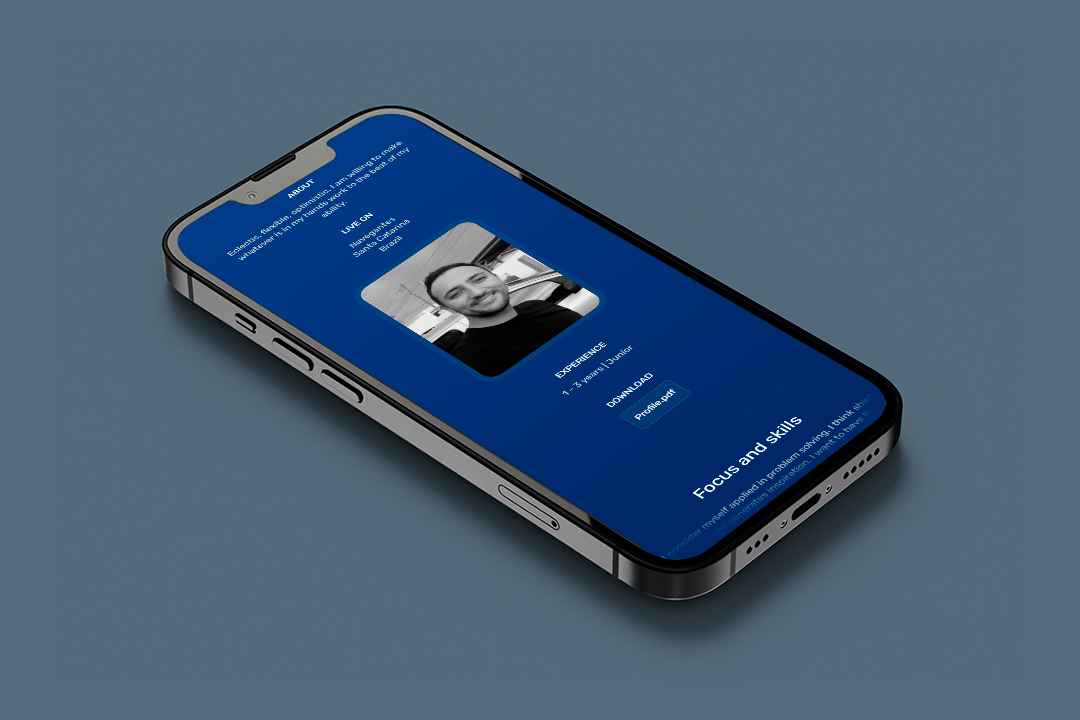 ABOUT
Eclectic, flexible, optimistic. I am willing to make
whatever is in my hands work to the best of my
ability.
LIVE ON
Navegantes
Santa Catarina
Brazil
EXPERIENCE
1 - 3 years | Junior
DOWNLOAD
Profile.pdf
Focus and skills
I consider myself applied in problem solving. I think
generates inspiration. I want to have